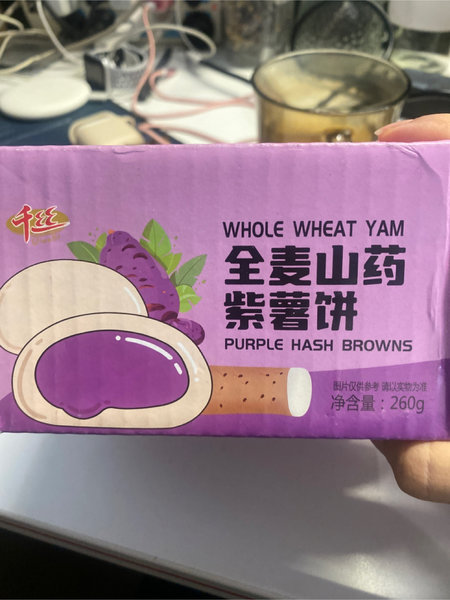 千丝
WHOLE WHEAT YAM
全麦山药
紫薯饼
PURPLE HASH BROWNS
图片仅供参考 请以实物为准
净含量：260g